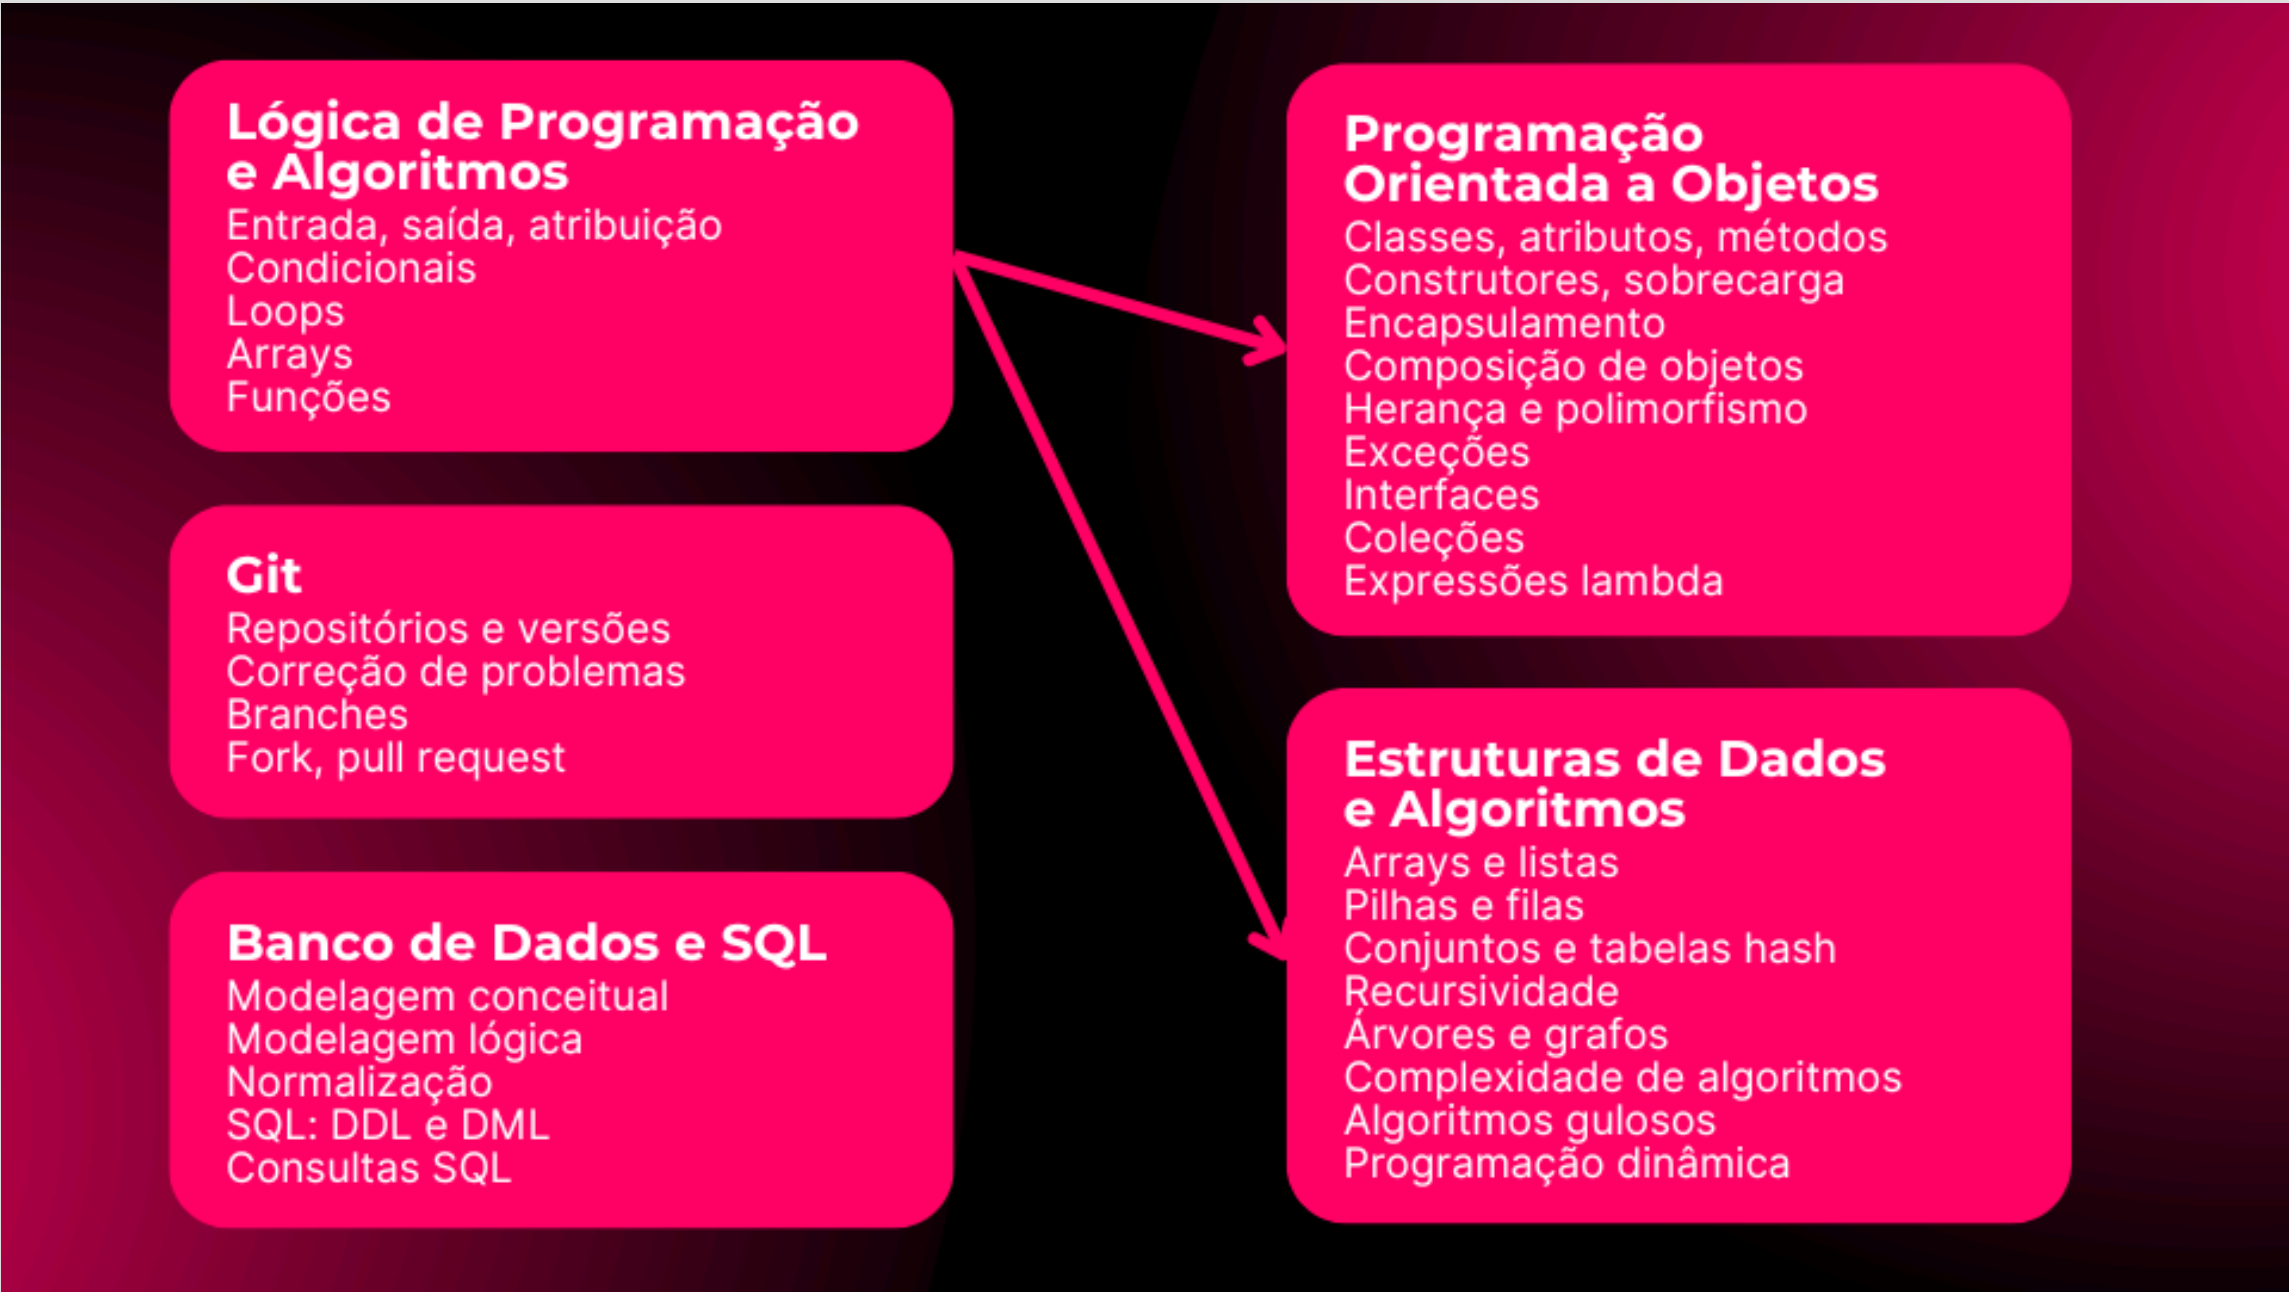 Lógica de Programação
e Algoritmos
Entrada, saída, atribuição
Condicionais
Loops
Arrays
Funções
Git
Repositórios e versões
Correção de problemas
Branches
Fork, pull request
Banco de Dados e SQL
Modelagem conceitual
Modelagem lógica
Normalização
SQL: DDL e DML
Consultas SQL
Programação
Orientada a Objetos
Classes, atributos, métodos
Construtores, sobrecarga
Encapsulamento
Composição de objetos
Herança e polimorfismo
Exceções
Interfaces
Coleções
Expressões lambda
Estruturas de Dados
e Algoritmos
Arrays e listas
Pilhas e filas
Conjuntos e tabelas hash
Recursividade
Árvores e grafos
Complexidade de algoritmos
Algoritmos gulosos
Programação dinâmica